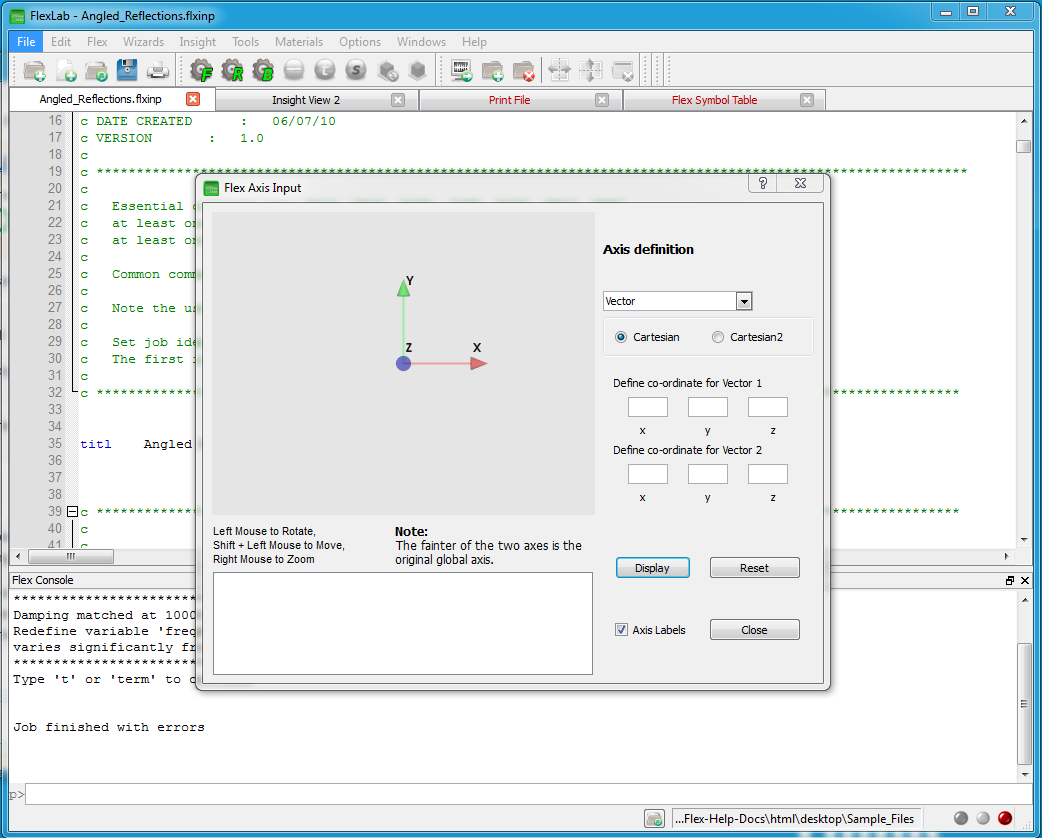 FlexLab - Angled_Reflections.flxinp
File Edit Flex Wizards Insight Tools Materials Options Windows Help
Angled_Reflections.flxinp Insight View 2 Print File Flex Symbol Table
16 c DATE CREATED : 06/07/10
17 c VERSION : 1.0
18 c
19 c **************************************************************************************************************
20 c
21 c Essential
22 c at least
23 c at least
24 c
25 c Common
26 c
27 c Note the
28 c
29 c Set job
30 c The first
31 c
32 c *************************************************************************************************************
33
34
35 titl Angled
36
37
38
39 c *************************************************************************************************************
40 c
41 c
Flex Axis Input
Y
Z
X
Axis definition
Vector
Cartesian Cartesian2
Define co-ordinate for Vector 1
x y z
Define co-ordinate for Vector 2
x y z
Left Mouse to Rotate,
Shift + Left Mouse to Move,
Right Mouse to Zoom
Note:
The fainter of the two axes is the
original global axis.
Display Reset
Axis Labels Close
Flex Console
***********************
Damping matched at 1000
Redefine variable 'freq
varies significantly
***********************
Type 't' or 'term' to
Job finished with errors
p>
...Flex-Help-Docs\html\desktop\Sample_Files